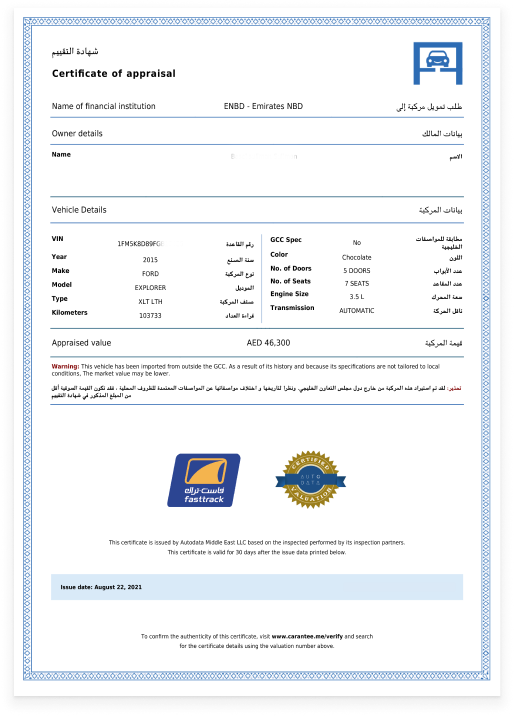 شهادة التقييم
Certificate of appraisal
Name of financial institution ENBD - Emirates NBD طلب تمويل مركبة إلى
Owner details بيانات المالك
Name الاسم
Vehicle Details بيانات المركبة
VIN 1FM5K8D89FG رقم القاعدة
Year 2015 سنة الصنع
Make FORD نوع المركبة
Model EXPLORER الموديل
Type XLT LTH صنف المركبة
Kilometers 103733 قراءة العداد
GCC Spec No مطابقة للمواصفات الخليجية
Color Chocolate اللون
No. of Doors 5 DOORS عدد الأبواب
No. of Seats 7 SEATS عدد المقاعد
Engine Size 3.5 L سعة المحرك
Transmission AUTOMATIC ناقل الحركة
Appraised value AED 46,300 قيمة المركبة
Warning: This vehicle has been imported from outside the GCC. As a result of its history and because its specifications are not tailored to local
conditions. The market value may be lower.
تحذير: لقد تم استيراد هذه المركبة من خارج دول مجلس التعاون الخليجي. ونظرا لتاريخها و اختلاف مواصفاتها عن المواصفات المعتمدة للظروف المحلية ، فقد تكون القيمة السوقية أقل
من المبلغ المذكور في شهادة التقييم
فاست-تراك
fasttrack
CERTIFIED
AUTO
DATA
VALUATION
This certificate is issued by Autodata Middle East LLC based on the inspected performed by its inspection partners.
This certificate is valid for 30 days after the issue data printed below.
Issue date: August 22, 2021
To confirm the authenticity of this certificate, visit www.carantee.me/verify and search
for the certificate details using the valuation number above.